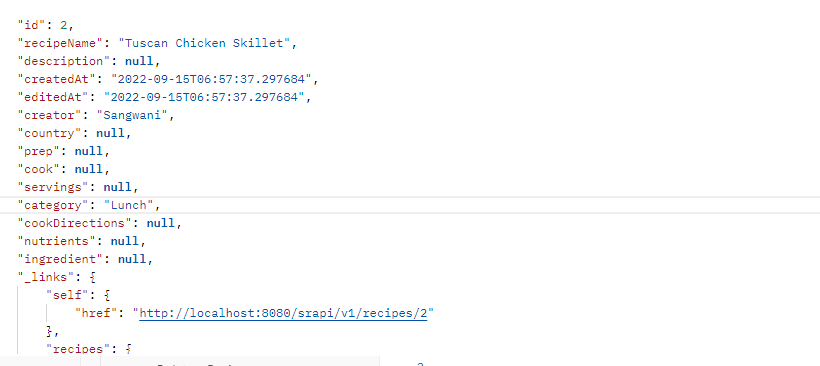 "id": 2,
"recipeName": "Tuscan Chicken Skillet",
"description": null,
"createdAt": "2022-09-15T06:57:37.297684",
"editedAt": "2022-09-15T06:57:37.297684",
"creator": "Sangwani",
"country": null,
"prep": null,
"cook": null,
"servings": null,
"category": "Lunch",
"cookDirections": null,
"nutrients": null,
"ingredient": null,
"_links": {
"self": {
"href": "http://localhost:8080/srapi/v1/recipes/2"
},
"recipes": {